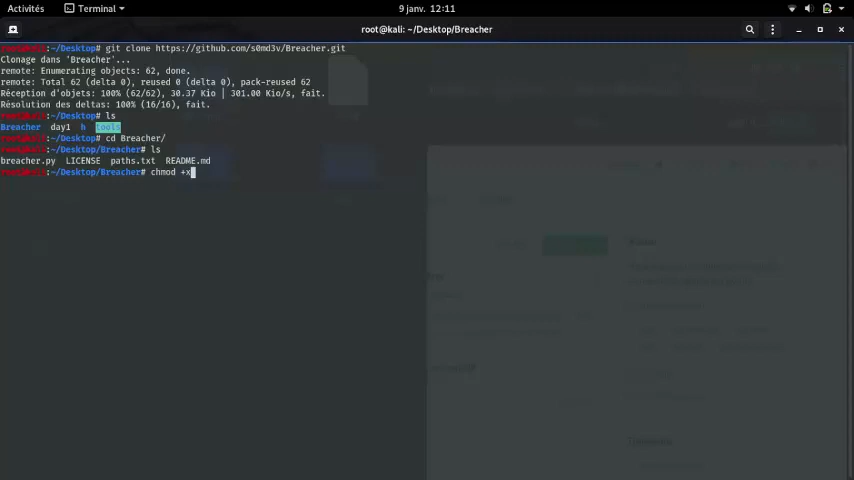 Activités
Terminal
9 janv. 12:11
root@kali: ~/Desktop/Breacher
root@kali:~/Desktop# git clone https://github.com/s0md3v/Breacher.git
Clonage dans 'Breacher'...
remote: Enumerating objects: 62, done.
remote: Total 62 (delta 0), reused 0 (delta 0), pack-reused 62
Réception d'objets: 100% (62/62), 30.37 Kio | 301.00 Kio/s, fait.
Résolution des deltas: 100% (16/16), fait.
root@kali:~/Desktop# ls
Breacher day1 h tools
root@kali:~/Desktop# cd Breacher/
root@kali:~/Desktop/Breacher# ls
breacher.py LICENSE paths.txt README.md
root@kali:~/Desktop/Breacher# chmod +x